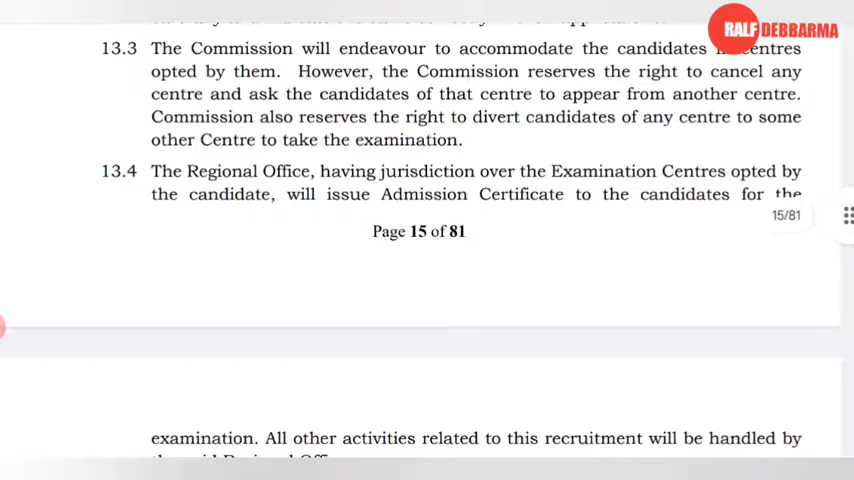 RALF DEBBARMA
13.3 The Commission will endeavour to accommodate the candidates centres
opted by them. However, the Commission reserves the right to cancel any
centre and ask the candidates of that centre to appear from another centre.
Commission also reserves the right to divert candidates of any centre to some
other Centre to take the examination.
13.4 The Regional Office, having jurisdiction over the Examination Centres opted by
the candidate, will issue Admission Certificate to the candidates for the
15/81
Page 15 of 81
examination. All other activities related to this recruitment will be handled by